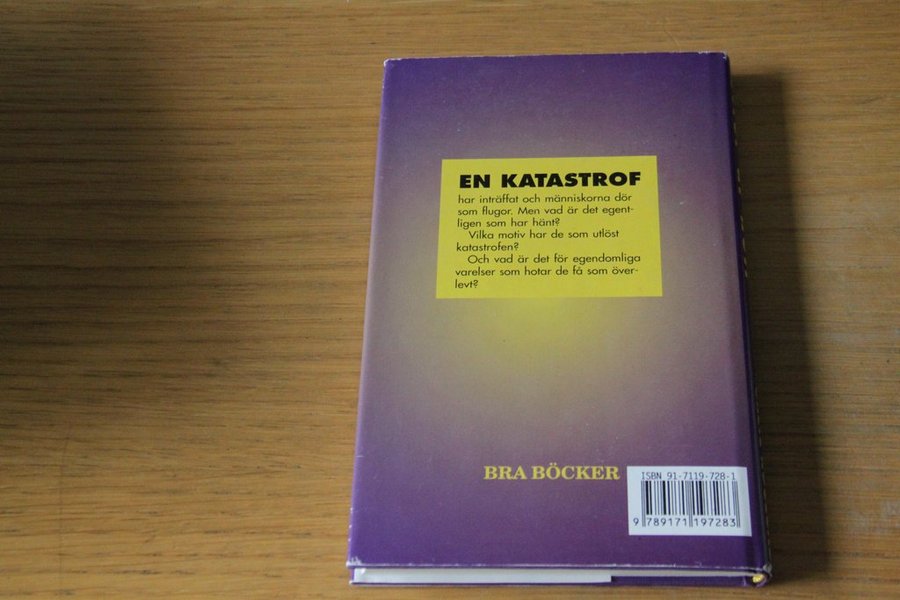 EN KATASTROF
har inträffat och människorna dör
som flugor. Men vad är det egent-
ligen som har hänt?
Vilka motiv har de som utlöst
katastrofen?
Och vad är det för egendomliga
varelser som hotar de få som över-
levt?
BRA BÖCKER
ISBN 91-7119-728-1
9 789171 197283